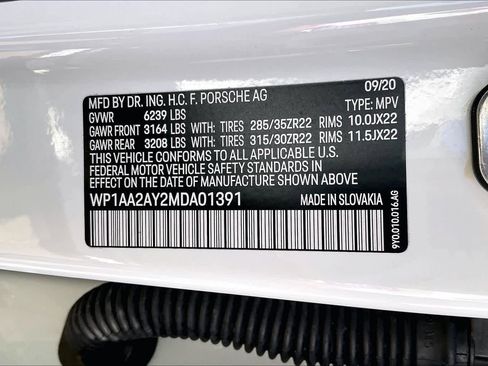 09/20
MFD BY DR. ING. H.C. F. PORSCHE AG
GVWR 6239 LBS TYPE: MPV
GAWR FRONT 3164 LBS WITH: TIRES 285/35ZR22 RIMS 10.0JX22
GAWR REAR 3208 LBS WITH: TIRES 315/30ZR22 RIMS 11.5JX22
THIS VEHICLE CONFORMS TO ALL APPLICABLE U.S.
FEDERAL MOTOR VEHICLE SAFETY STANDARDS IN
EFFECT ON THE DATE OF MANUFACTURE SHOWN ABOVE.
WP1AA2AY2MDA01391 MADE IN SLOVAKIA
9Y0.010.016.AG